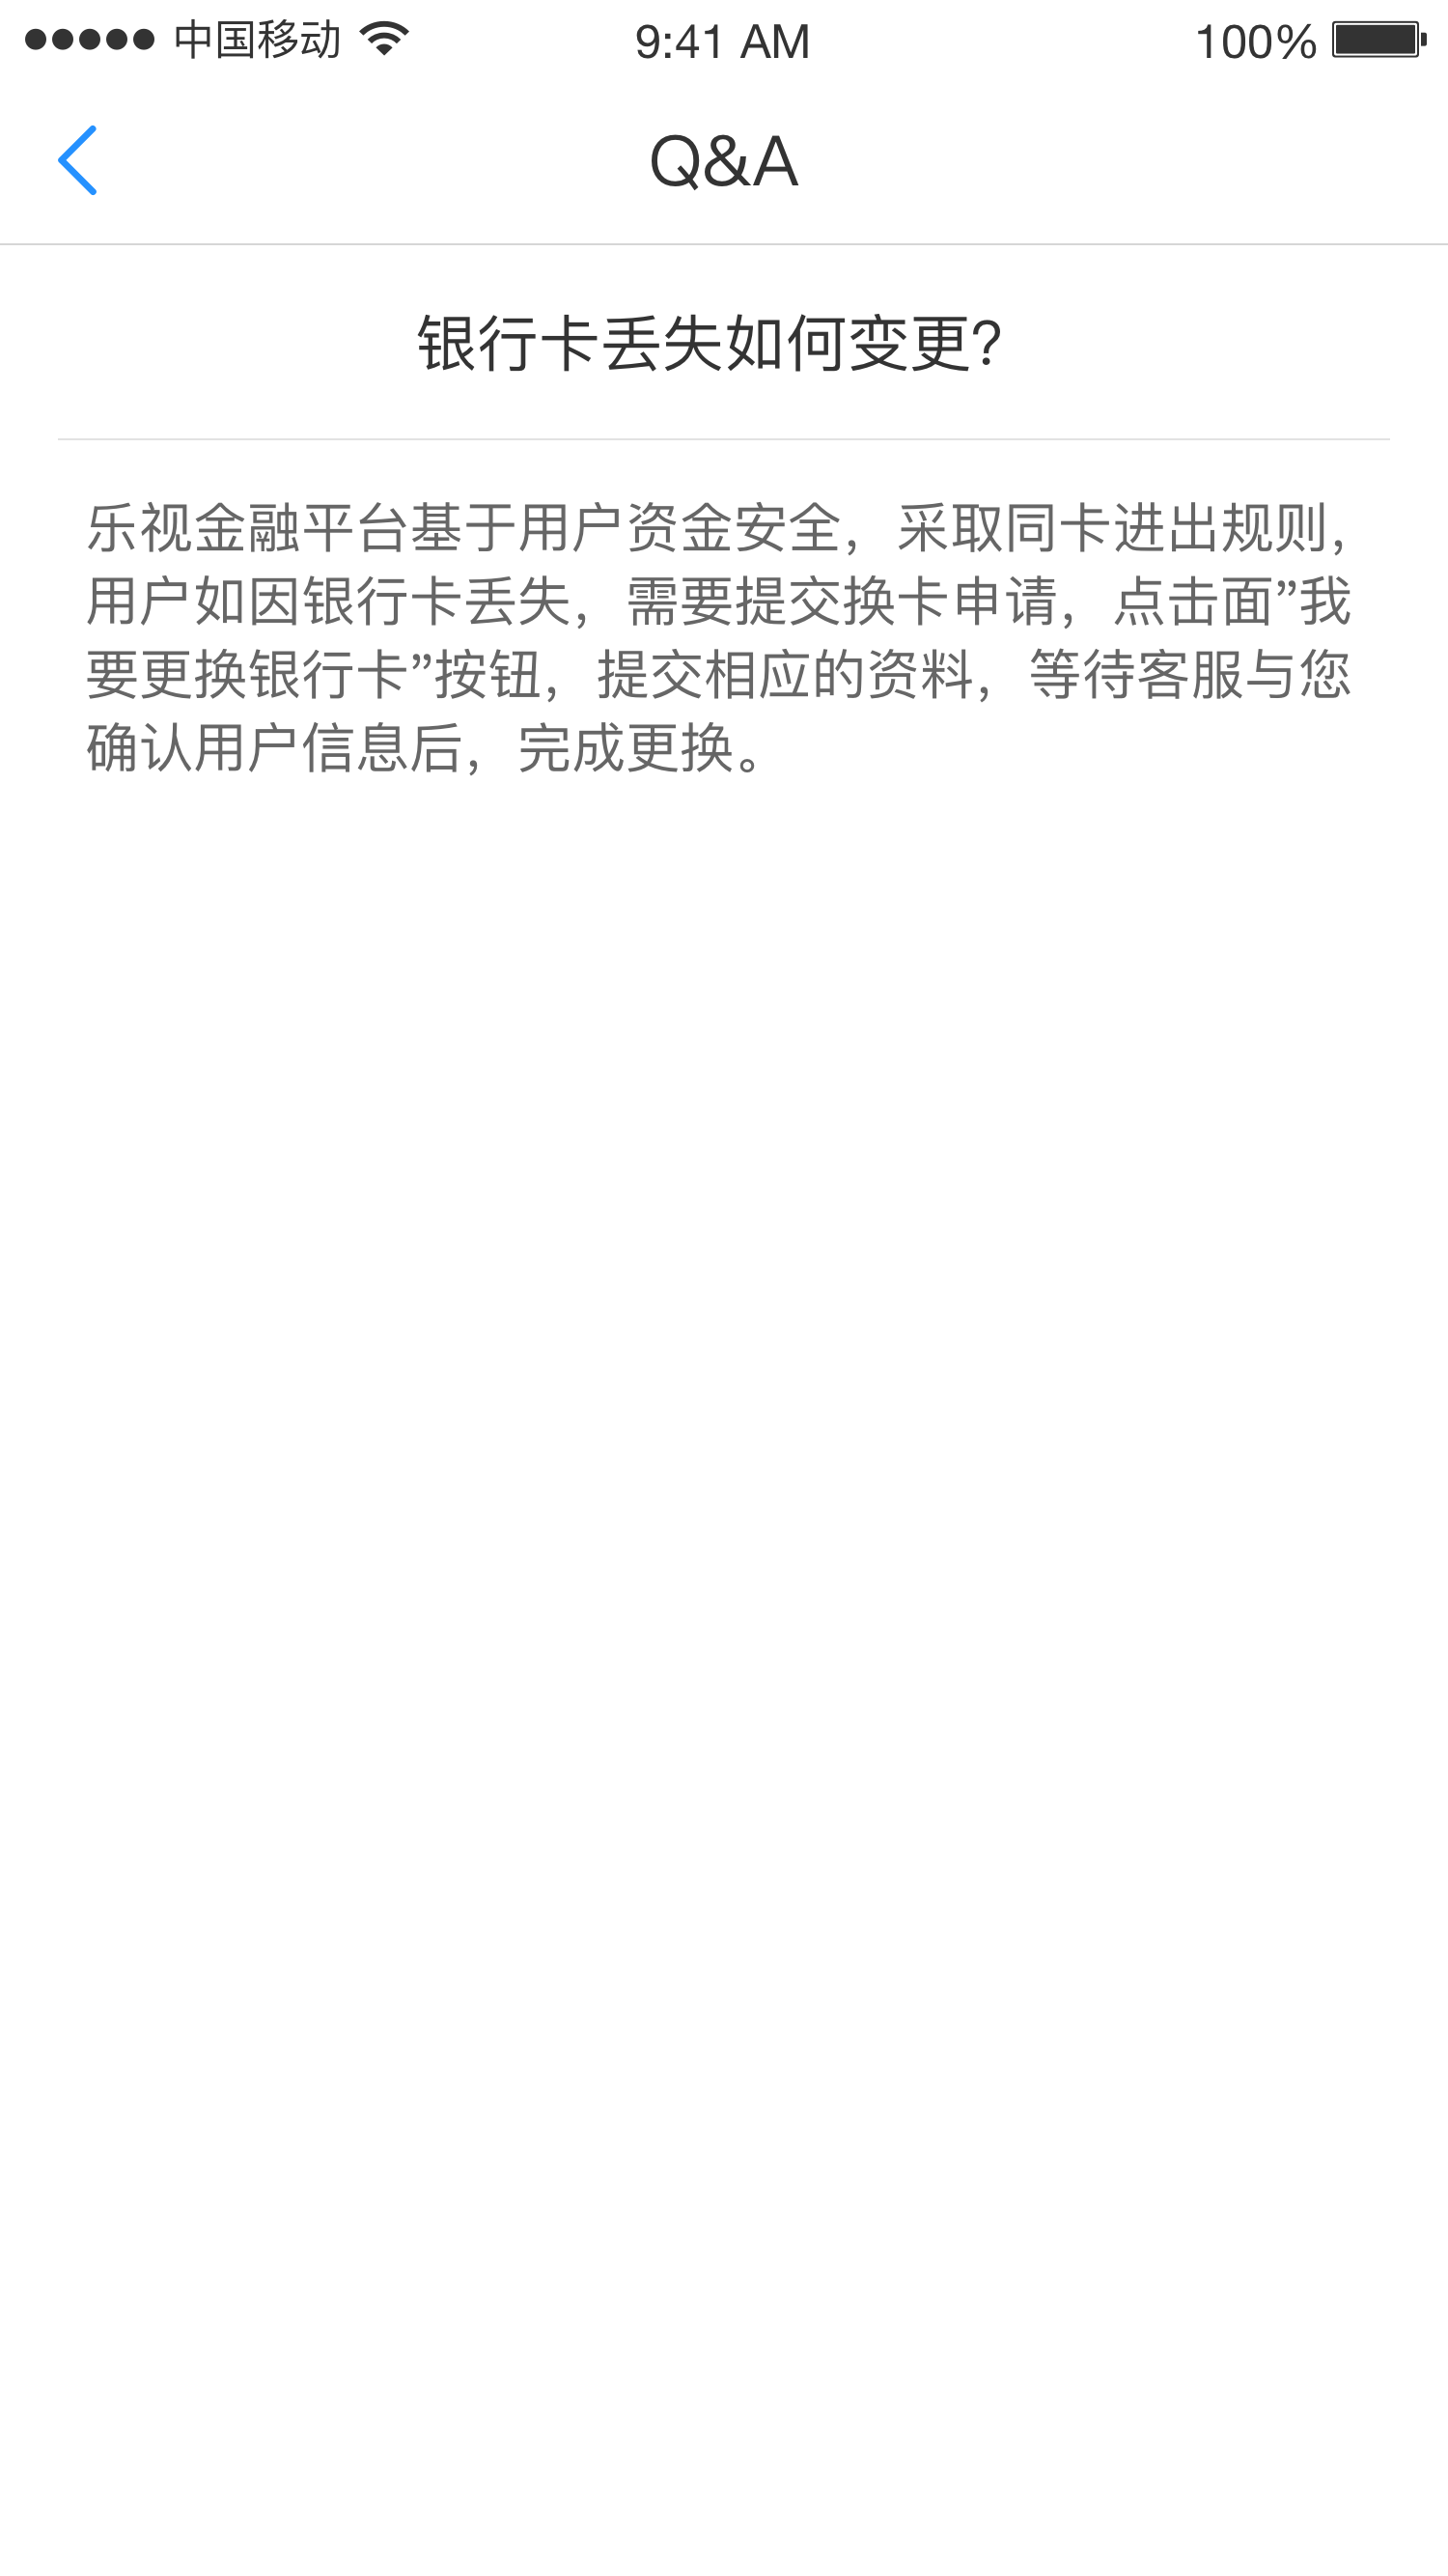 中国移动 9:41 AM 100%
Q&A
银行卡丢失如何变更?
乐视金融平台基于用户资金安全，采取同卡进出规则，
用户如因银行卡丢失，需要提交换卡申请，点击面”我
要更换银行卡”按钮，提交相应的资料，等待客服与您
确认用户信息后，完成更换。